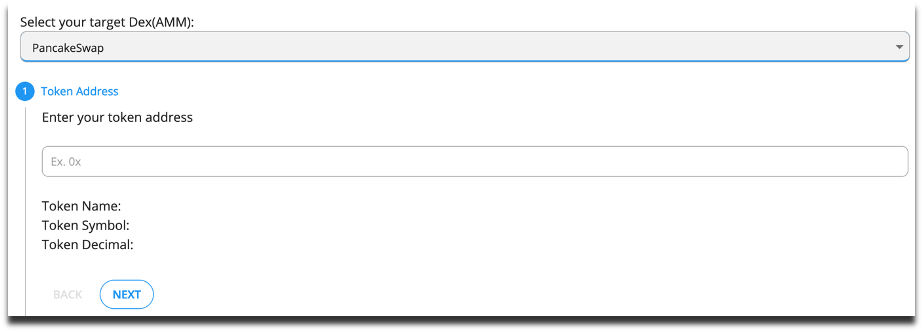 Select your target Dex(AMM):
PancakeSwap
1 Token Address
Enter your token address
Ex. 0x
Token Name:
Token Symbol:
Token Decimal:
BACK NEXT